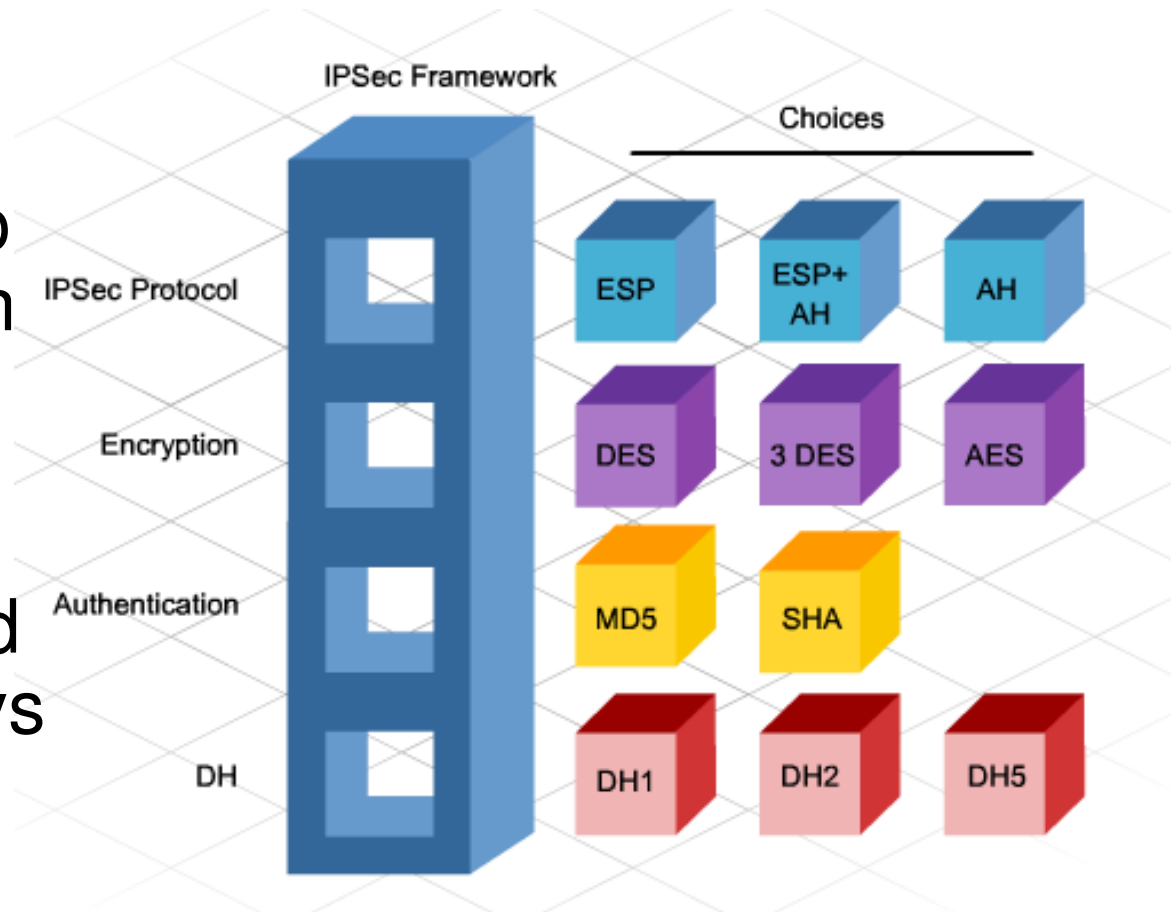 IPSec Framework
Choices
IPSec Protocol
ESP
ESP+
AH
AH
Encryption
DES
3 DES
AES
Authentication
MD5
SHA
DH
DH1
DH2
DH5